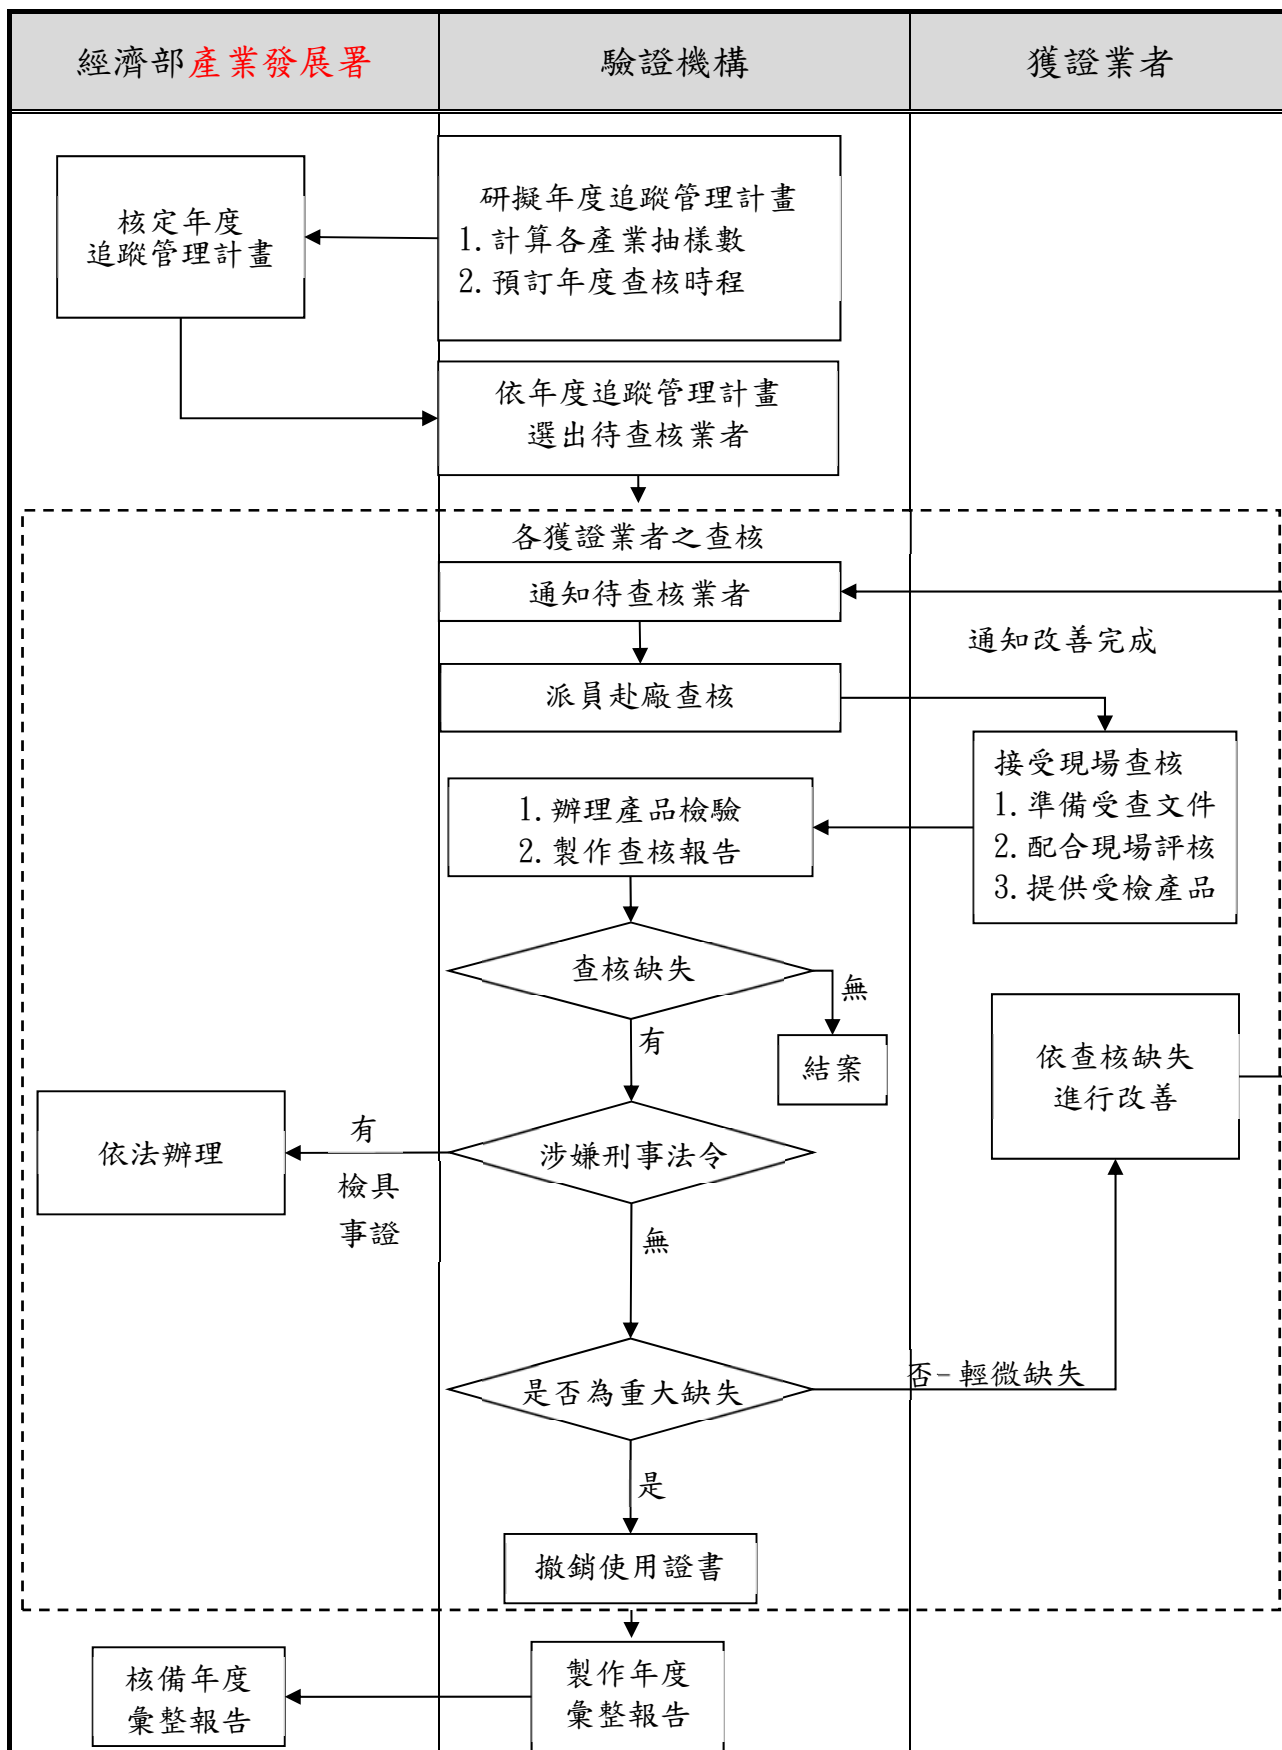 經濟部產業發展署
驗證機構
獲證業者
研擬年度追蹤管理計畫
1.計算各產業抽樣數
2.預訂年度查核時程
核定年度
追蹤管理計畫
依年度追蹤管理計畫
選出待查核業者
各獲證業者之查核
通知待查核業者
通知改善完成
派員赴廠查核
接受現場查核
1.準備受查文件
2.配合現場評核
3.提供受檢產品
1.辦理產品檢驗
2.製作查核報告
查核缺失
無
有
結案
依查核缺失
進行改善
涉嫌刑事法令
有
檢具
事證
依法辦理
無
是否為重大缺失
否-輕微缺失
是
撤銷使用證書
製作年度
彙整報告
核備年度
彙整報告